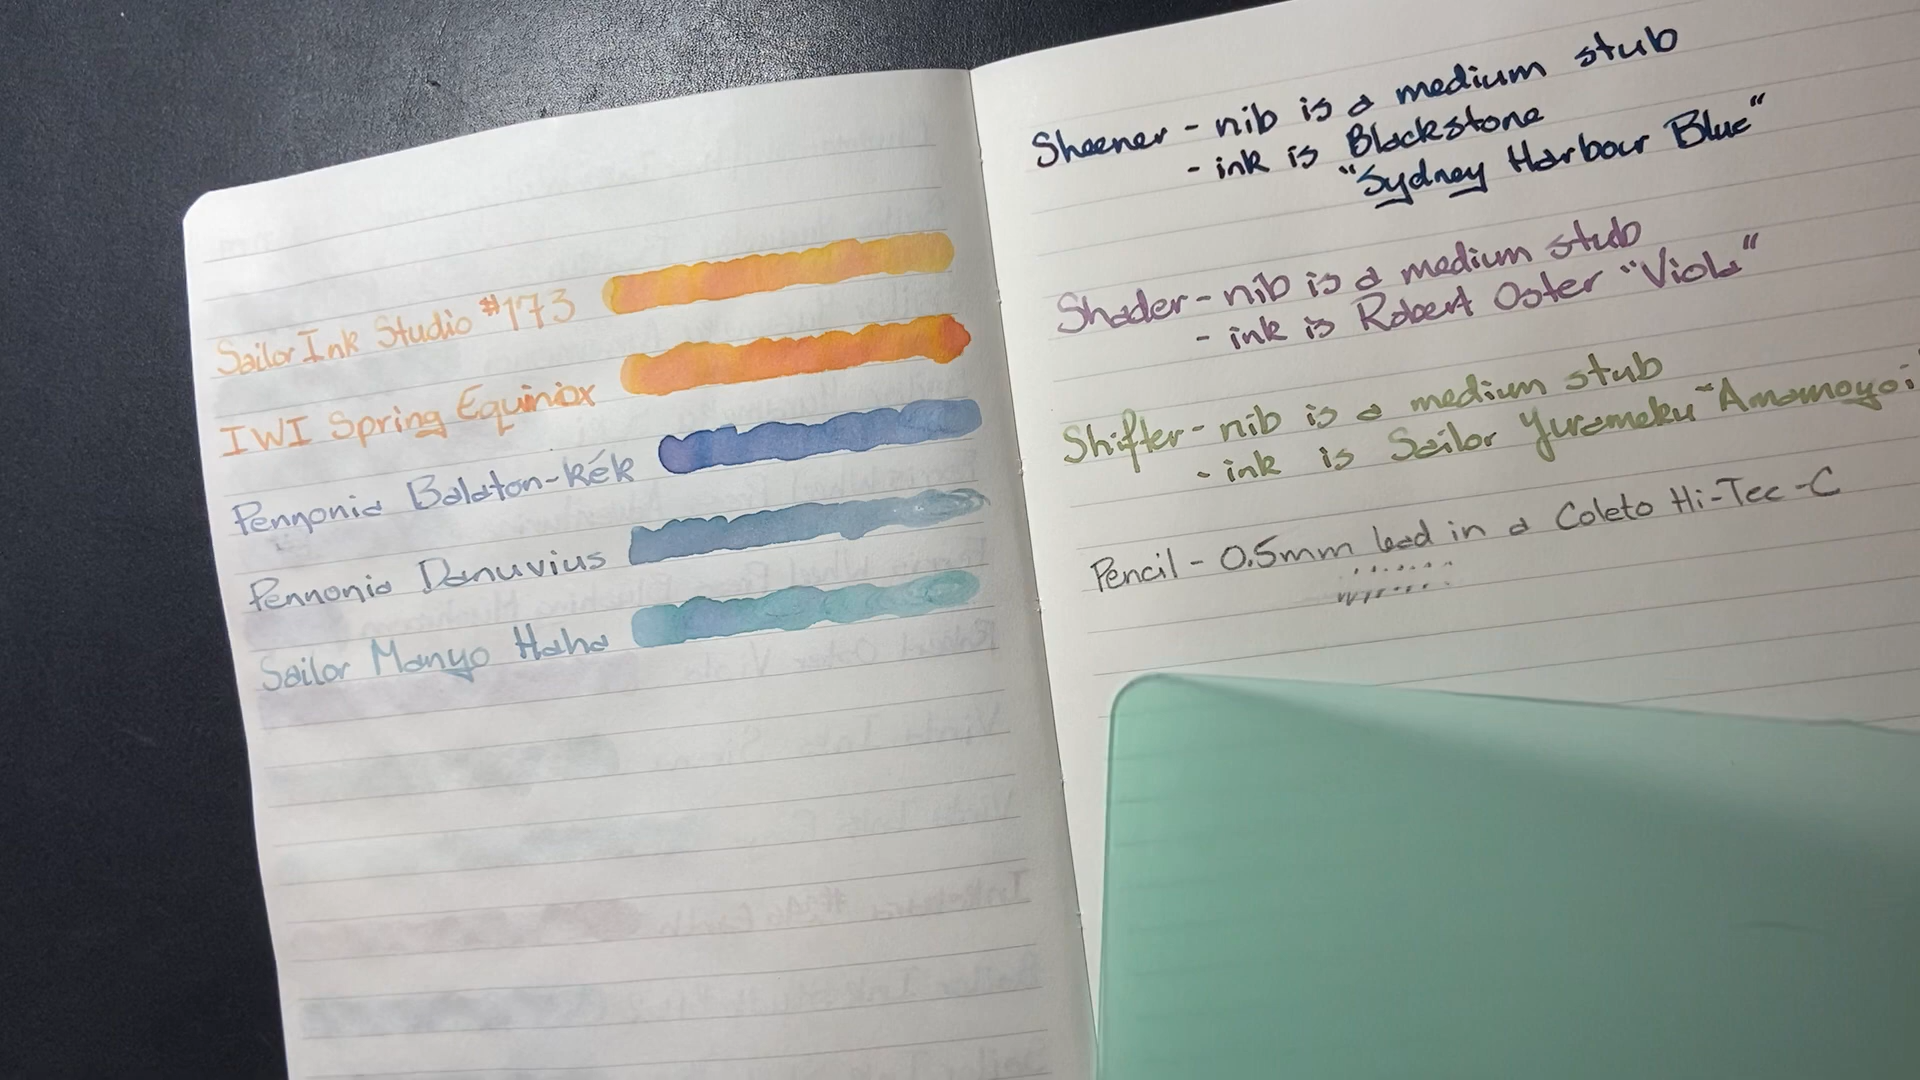 Sailor Ink Studio #173
IWI Spring Equinox
Pennonia Balaton-kék
Pennonia Danuvius
Sailor Manyo Haha
Sheener - nib is a medium stub
- ink is Blackstone
"Sydney Harbour Blue"
Shader - nib is a medium stub
- ink is Robert Oster "Viola"
Shifter - nib is a medium stub
- ink is Sailor Yurameku "Amamoyoi
Pencil - 0.5mm lead in a Coleto Hi-Tec-C